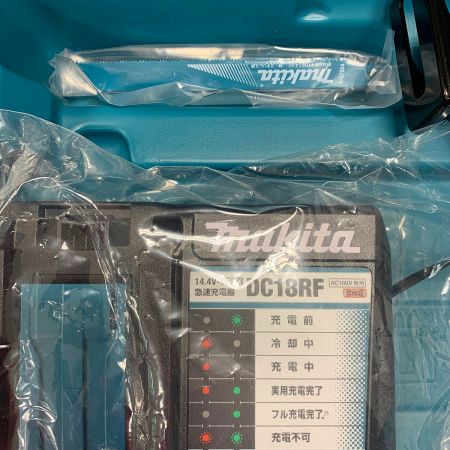 makita
makita
14.4V-18V用
急速充電器
DC18RF
AC100V専用
充電前
冷却中
充電中
実用充電完了
フル充電完了♪
充電不可